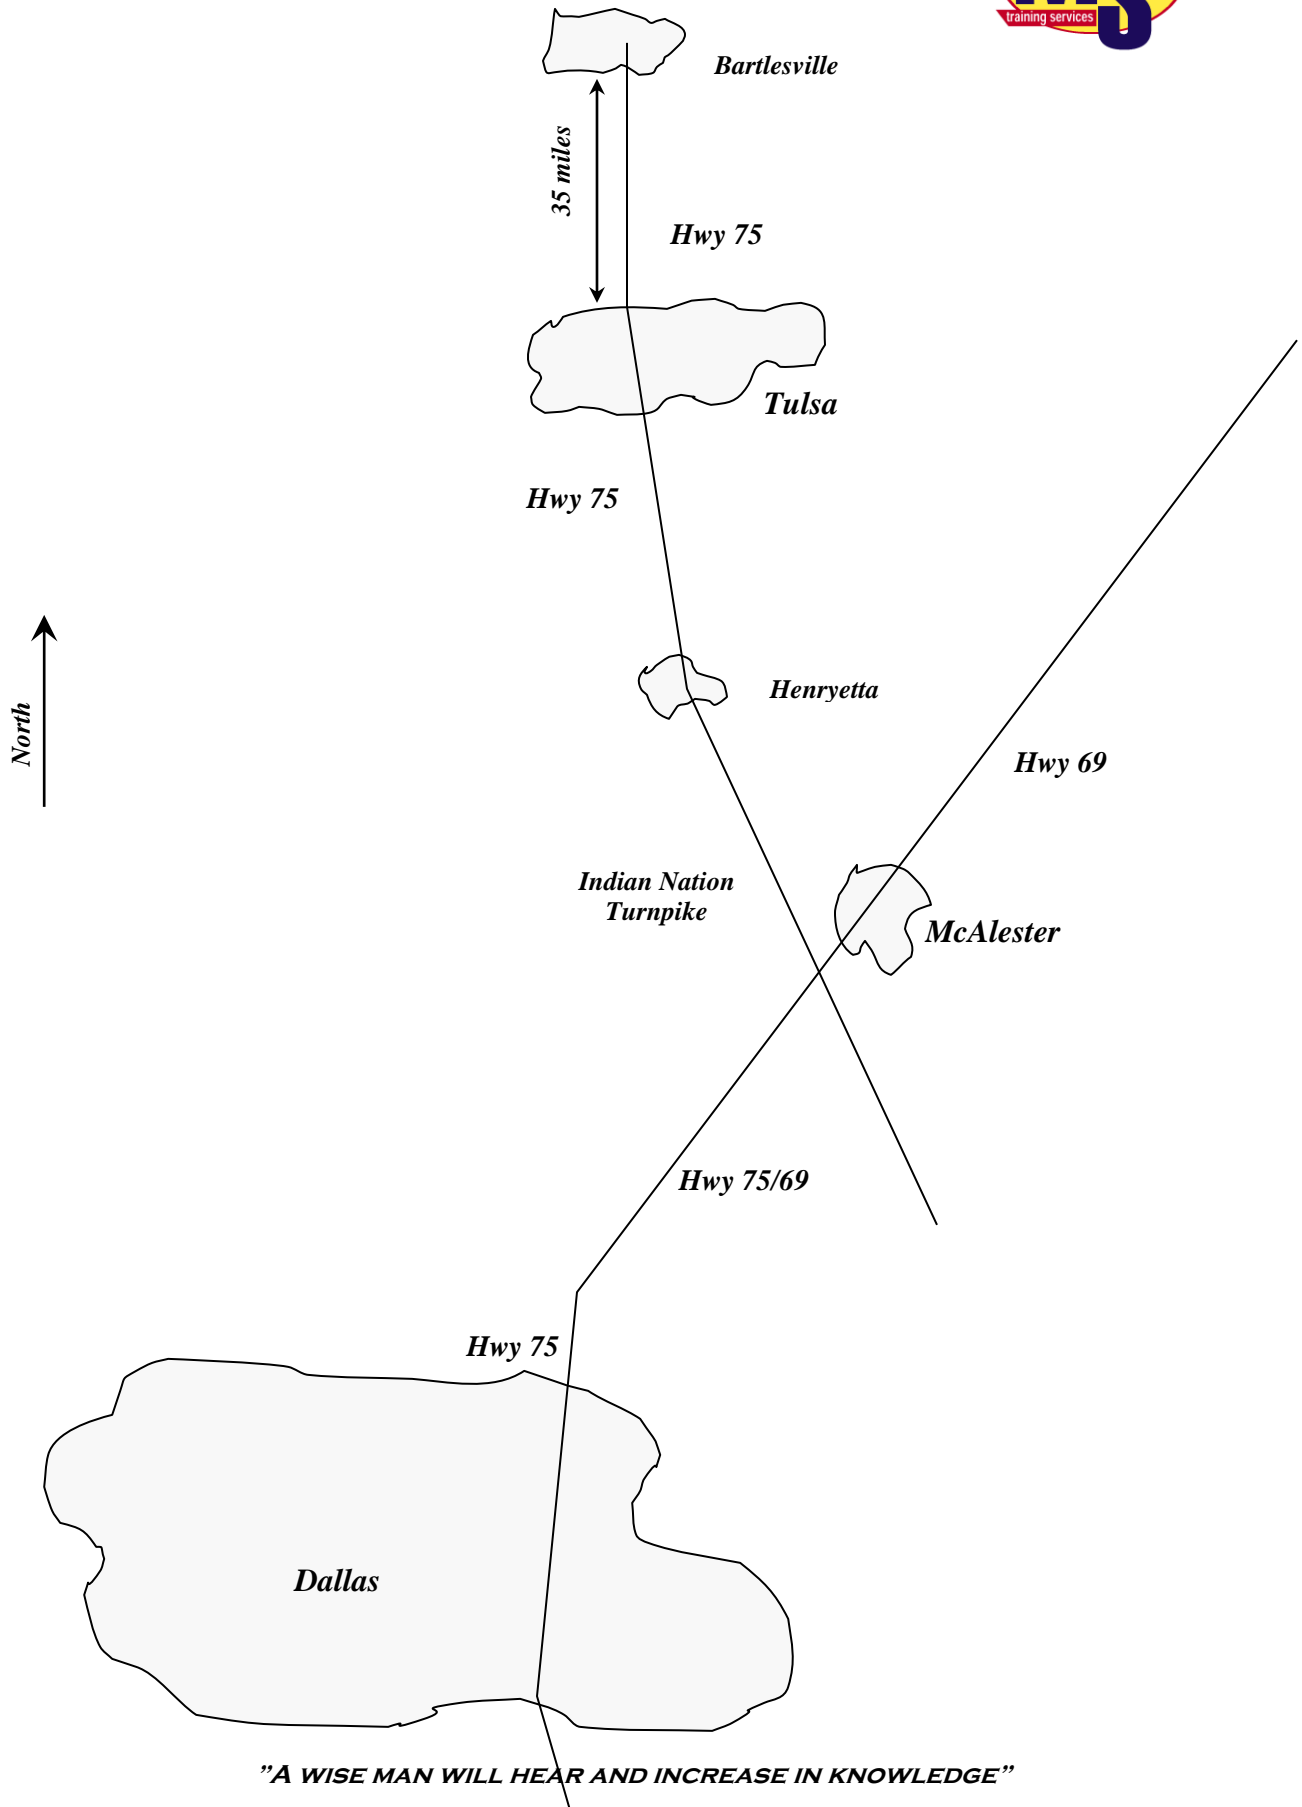 training services
Bartlesville
35 miles
Hwy 75
Tulsa
Hwy 75
Henryetta
North
Hwy 69
Indian Nation
Turnpike
McAlester
Hwy 75/69
Hwy 75
Dallas
”A WISE MAN WILL HEAR AND INCREASE IN KNOWLEDGE”